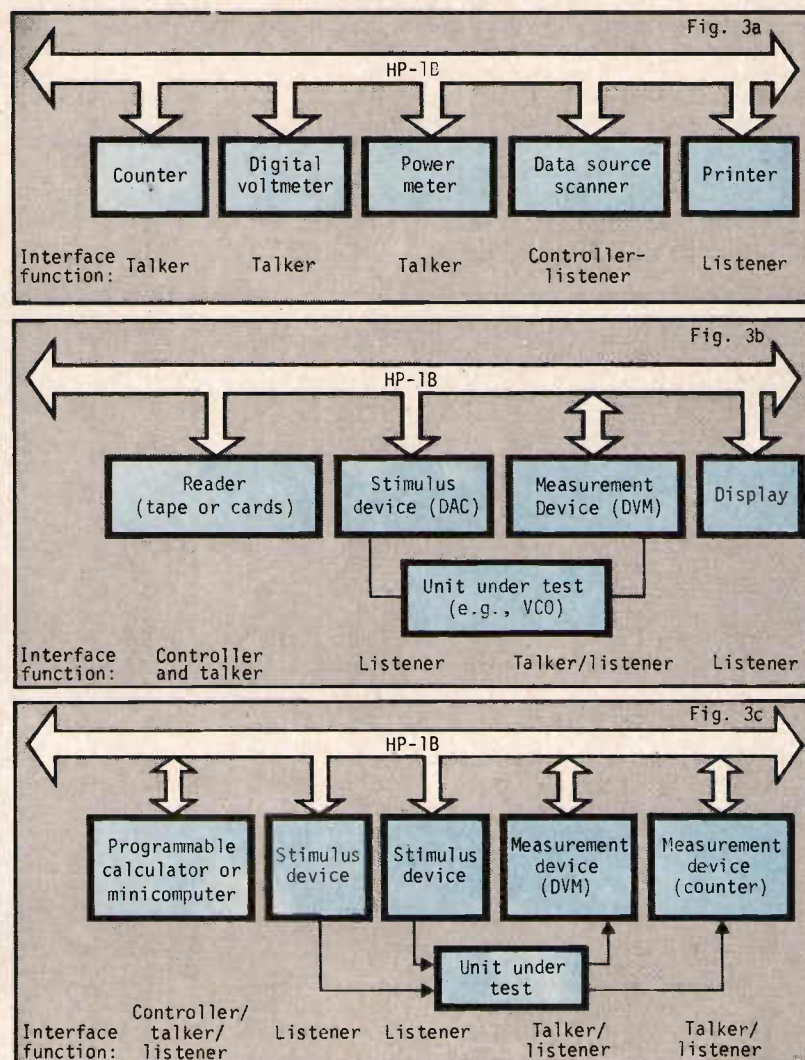 Fig. 3a
HP-1B
Counter
Digital
voltmeter
Power
meter
Data source
scanner
Printer
Interface
function:
Talker
Talker
Talker
Controller-
listener
Listener
Fig. 3b
HP-1B
Reader
(tape or cards)
Stimulus
device (DAC)
Measurement
Device (DVM)
Display
Unit under test
(e.g., VCO)
Interface
function:
Controller
and talker
Listener
Talker/listener
Listener
Fig. 3c
HP-1B
Programmable
calculator or
minicomputer
Stimulus
device
Stimulus
device
Measurement
device
(DVM)
Measurement
device
(counter)
Unit under
test
Interface
function:
Controller/
talker/
listener
Listener
Listener
Talker/
listener
Talker/
listener